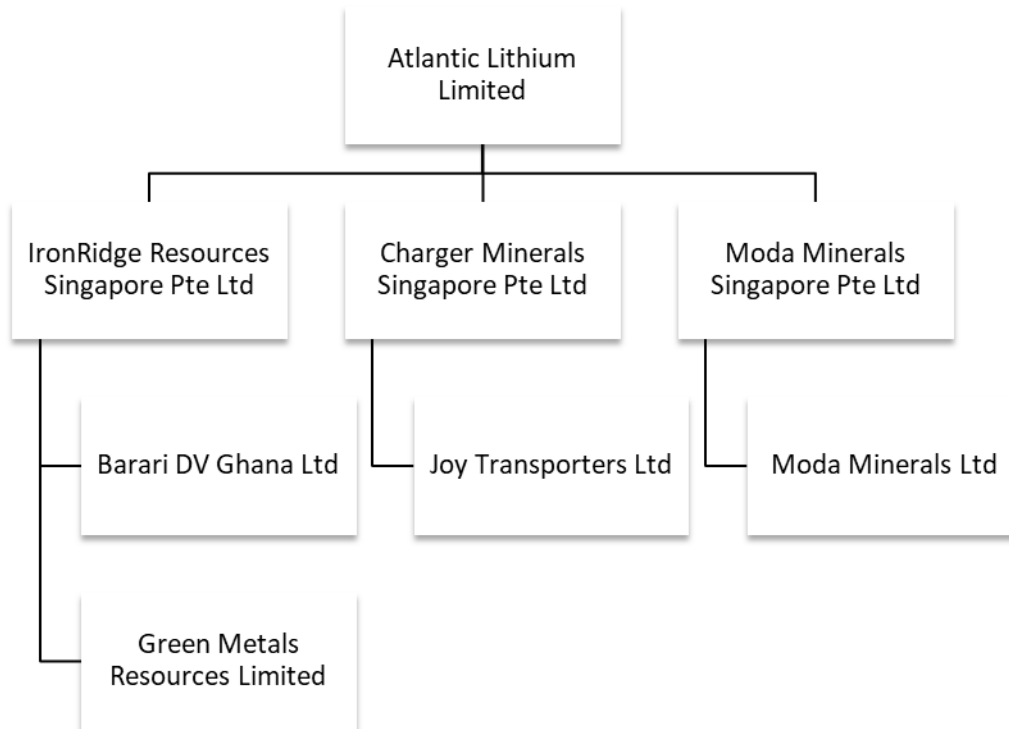 Atlantic Lithium
Limited
IronRidge Resources
Singapore Pte Ltd
Charger Minerals
Singapore Pte Ltd
Moda Minerals
Singapore Pte Ltd
Barari DV Ghana Ltd
Joy Transporters Ltd
Moda Minerals Ltd
Green Metals
Resources Limited